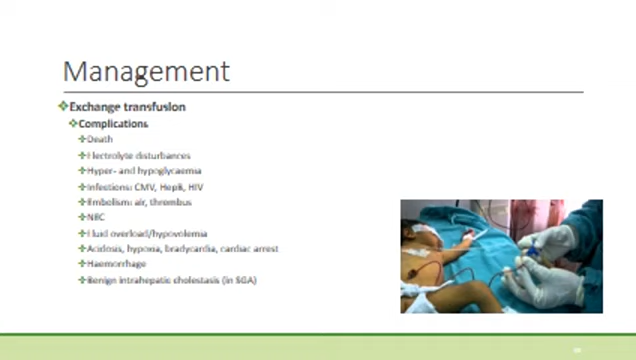 Management
Exchange transfusion
Complications
Death
Electrolyte disturbances
Hyper- and hypoglycaemia
Infections: CMV, HepB, HIV
Embolism: air, thrombus
NEC
Fluid overload/hypovolemia
Acidosis, hypoxia, bradycardia, cardiac arrest
Haemorrhage
Benign intrahepatic cholestasis (in SGA)